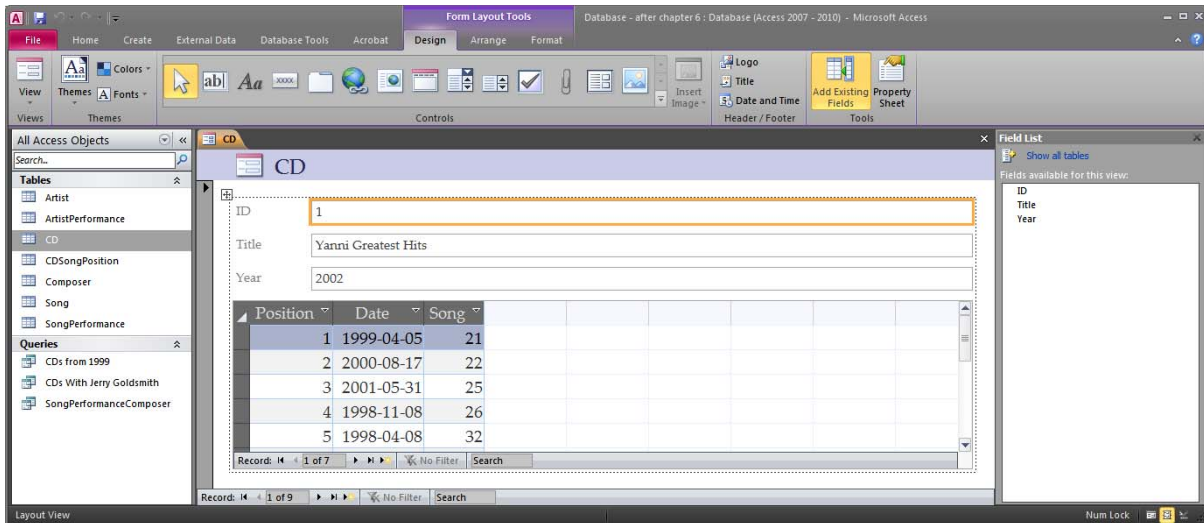 Form Layout Tools
Database - after chapter 6 : Database (Access 2007 - 2010) - Microsoft Access
File Home Create External Data Database Tools Acrobat Design Arrange Format
View
Themes
Colors
Fonts
ab| Aa XXXX
Insert Image
Logo
Title
Date and Time
Add Existing Fields
Property Sheet
Views Themes Controls Header / Footer Tools
All Access Objects
Search...
Tables
Artist
ArtistPerformance
CD
CDSongPosition
Composer
Song
SongPerformance
Queries
CDs from 1999
CDs With Jerry Goldsmith
SongPerformanceComposer
CD
CD
ID 1
Title Yanni Greatest Hits
Year 2002
Position Date Song
1 1999-04-05 21
2 2000-08-17 22
3 2001-05-31 25
4 1998-11-08 26
5 1998-04-08 32
Record: 1 of 7 No Filter Search
Record: 1 of 9 No Filter Search
Field List
Show all tables
Fields available for this view:
ID
Title
Year
Layout View Num Lock